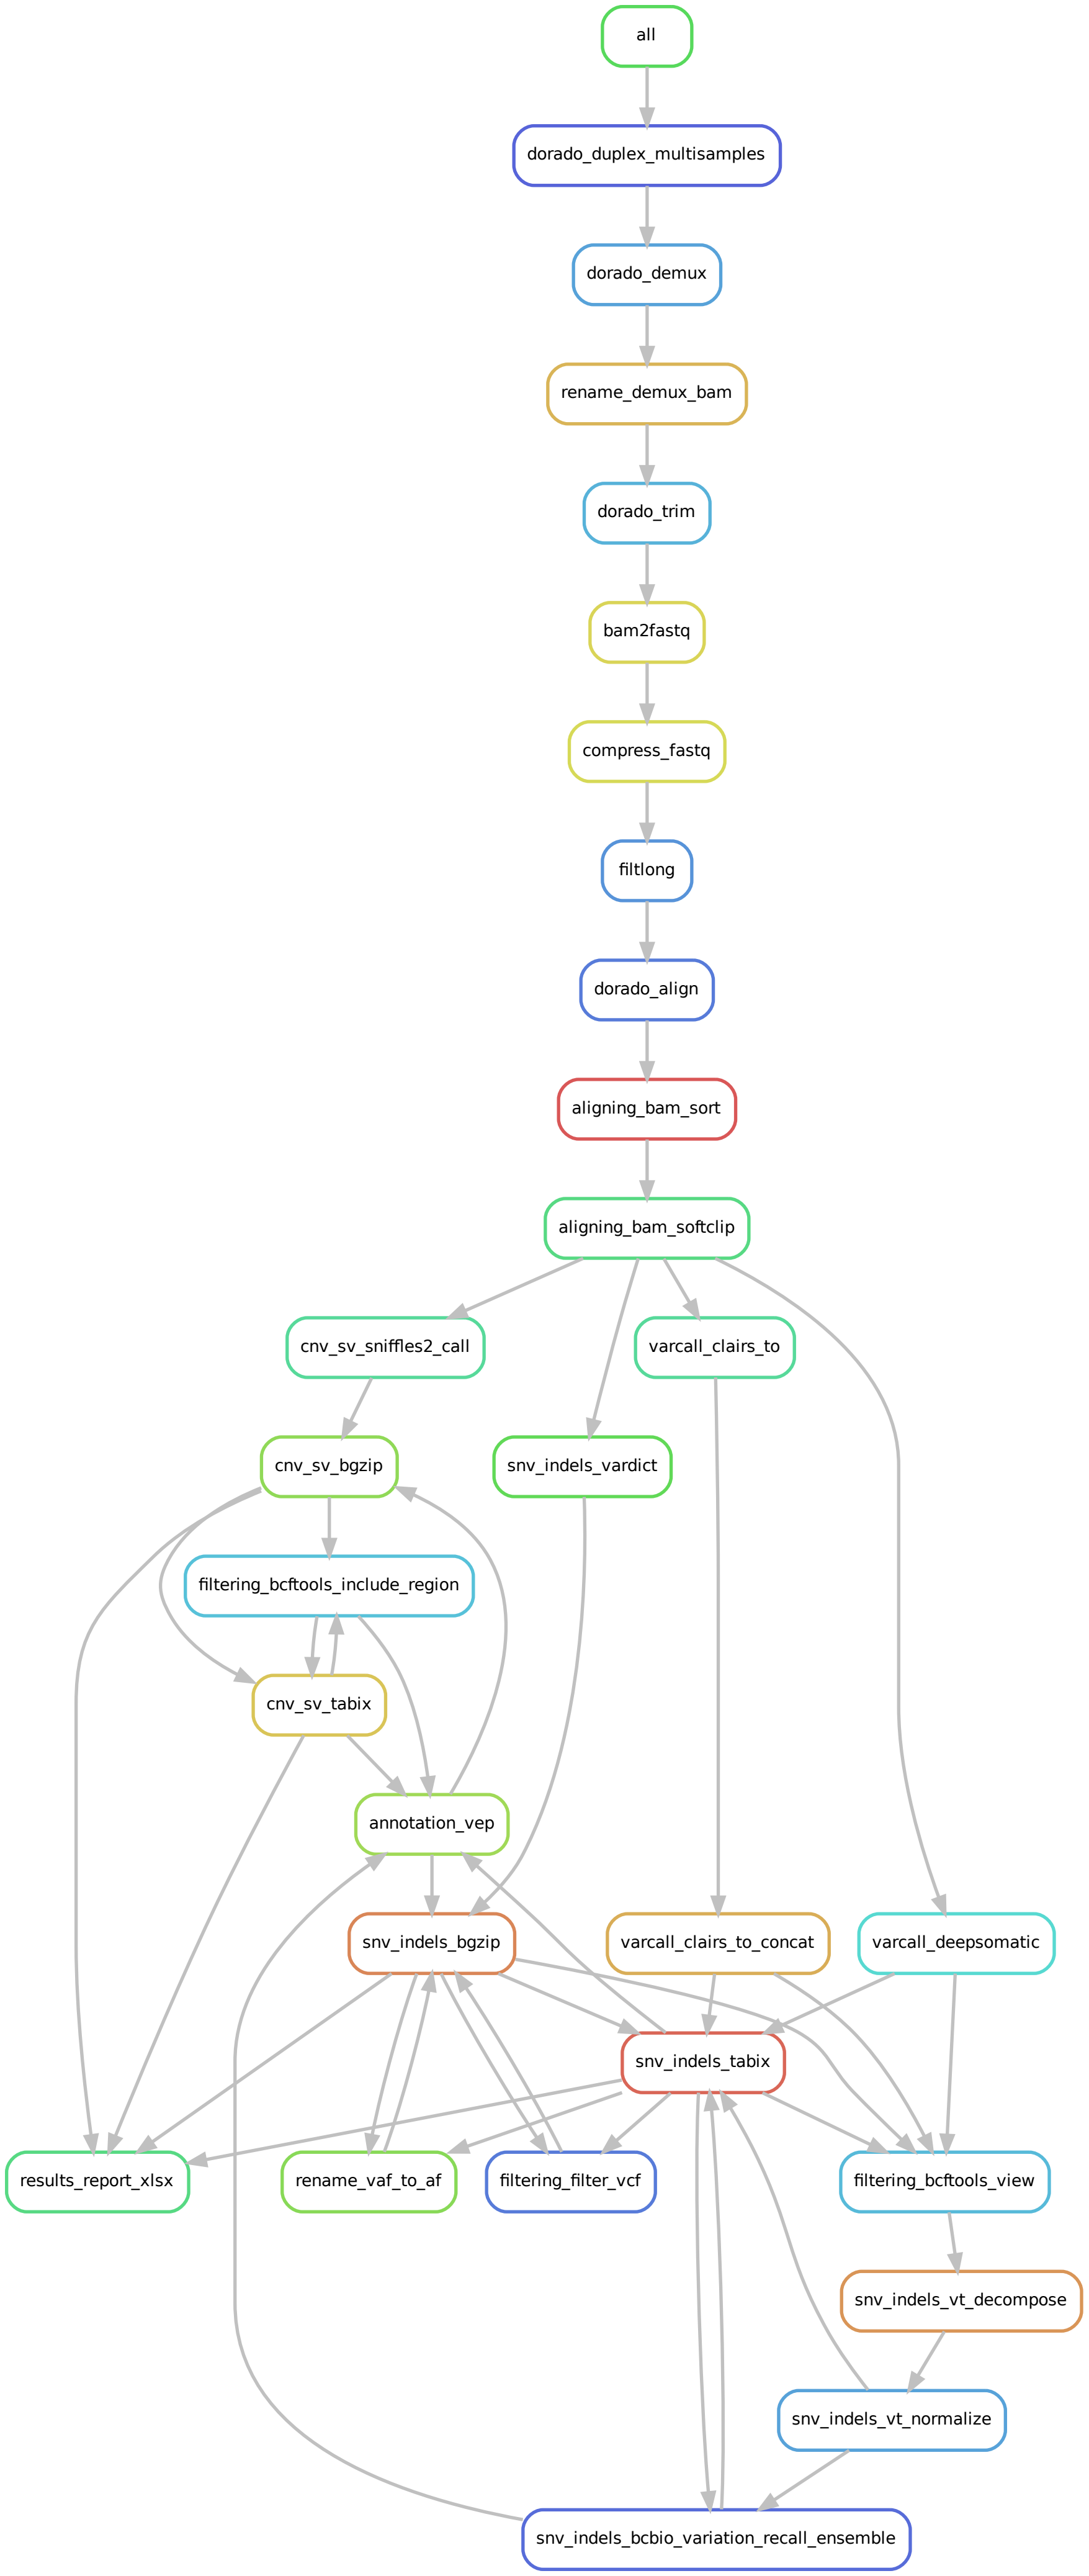 all
dorado_duplex_multisamples
dorado_demux
rename_demux_bam
dorado_trim
bam2fastq
compress_fastq
filtlong
dorado_align
aligning_bam_sort
aligning_bam_softclip
cnv_sv_sniffles2_call
varcall_clairs_to
cnv_sv_bgzip
snv_indels_vardict
filtering_bcftools_include_region
cnv_sv_tabix
annotation_vep
snv_indels_bgzip
varcall_clairs_to_concat
varcall_deepsomatic
snv_indels_tabix
results_report_xlsx
rename_vaf_to_af
filtering_filter_vcf
filtering_bcftools_view
snv_indels_vt_decompose
snv_indels_vt_normalize
snv_indels_bcbio_variation_recall_ensemble